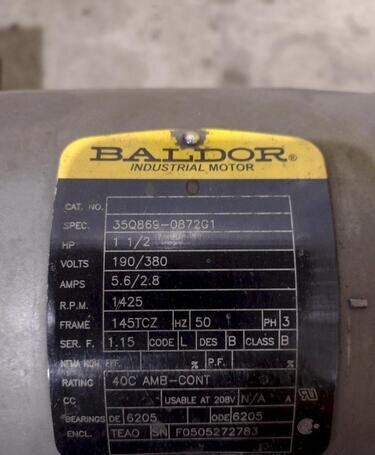 BALDOR®
INDUSTRIAL MOTOR
CAT. NO.
SPEC. 35Q869-0872G1
HP 1 1/2
VOLTS 190/380
AMPS 5.6/2.8
R.P.M. 1425
FRAME 145TCZ HZ 50 PH 3
SER. F. 1.15 CODE L DES B CLASS B
NEMA NOM. EFF. % P.F. %
RATING 40C AMB-CONT
CC USABLE AT 208V N/A A
BEARINGS DE 6205 ODE 6205
ENCL. TEAO SN F0505272783